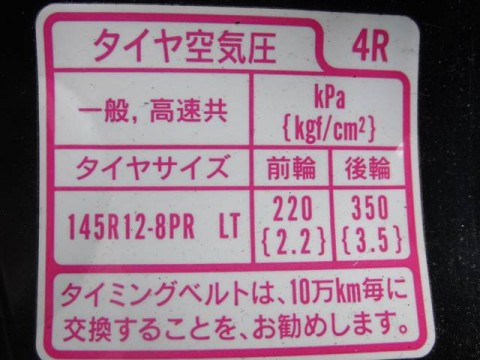 タイヤ空気圧 4R
一般，高速共 kPa
{kgf/cm²}
タイヤサイズ 前輪 後輪
145R12-8PR LT 220 350
{2.2} {3.5}
タイミングベルトは、10万km毎に
交換することを、お勧めします。